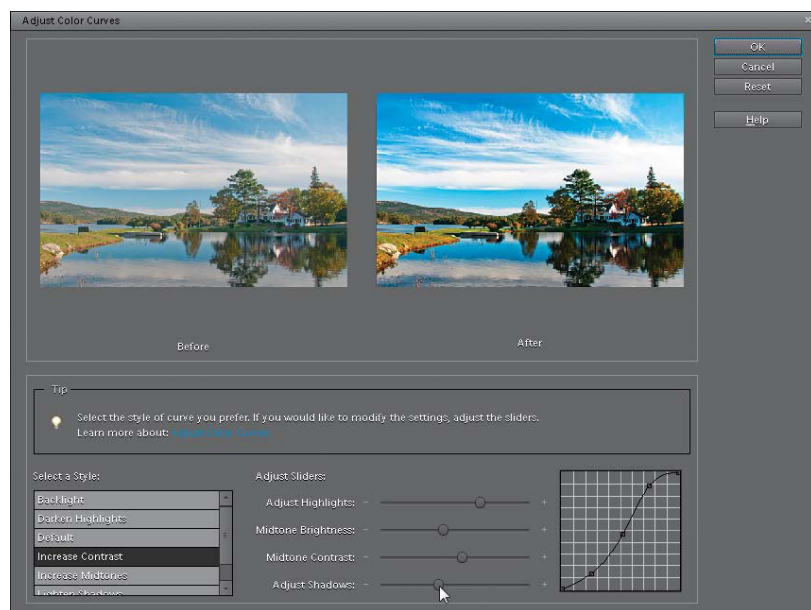 Adjust Color Curves
OK
Cancel
Reset
Help
Before
After
Tip
Select the style of curve you prefer. If you would like to modify the settings, adjust the sliders.
Learn more about: Adjust Color Curves
Select a Style:
Backlight
Darken Highlights
Default
Increase Contrast
Increase Midtones
Lighten Shadows
Adjust Sliders:
Adjust Highlights: - +
Midtone Brightness: - +
Midtone Contrast: - +
Adjust Shadows: - +